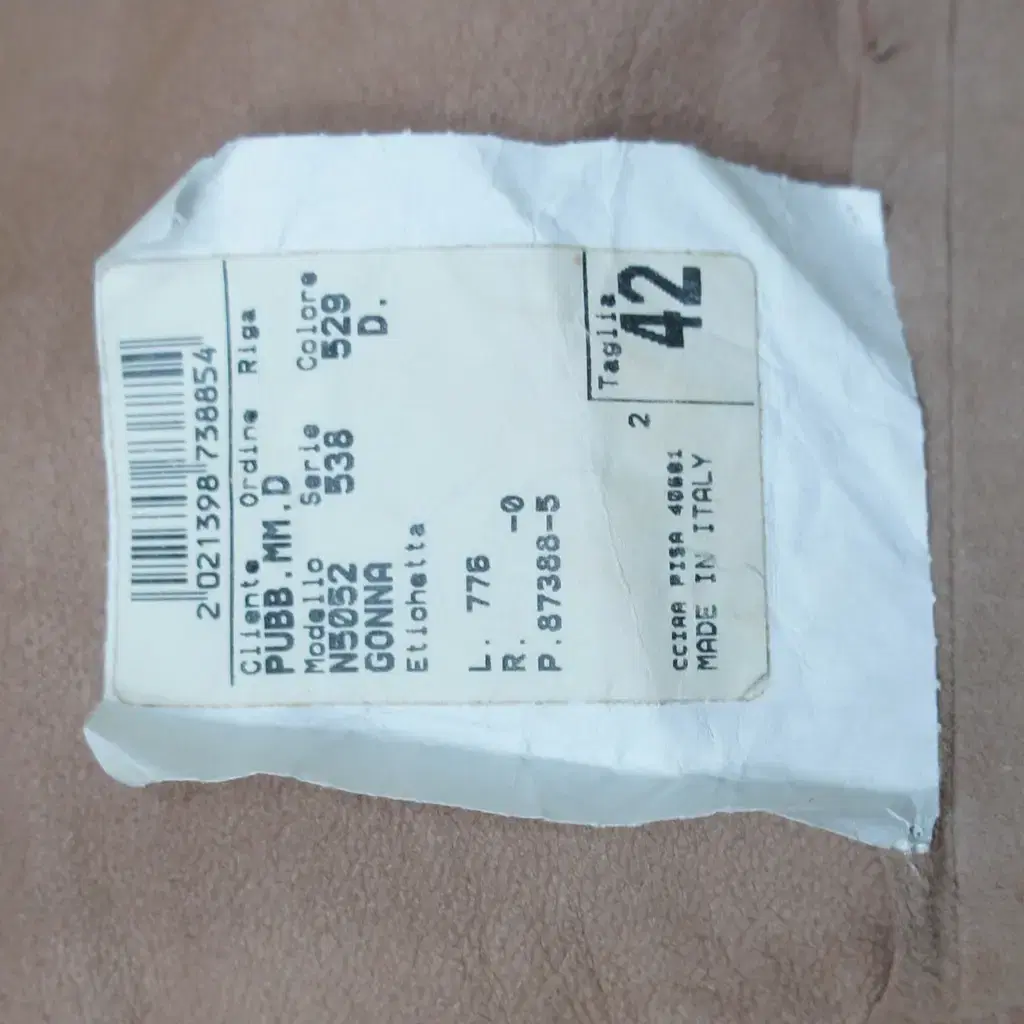 2 021398 738854
Cliente Ordine Riga
PUBB.MM.D
Modello Serie Colore
N5052 538 529
GONNA D.
Etichetta
L. 776
R. -0
P.87388-5
2
Taglia
42
CCIAA PISA
MADE IN ITALY